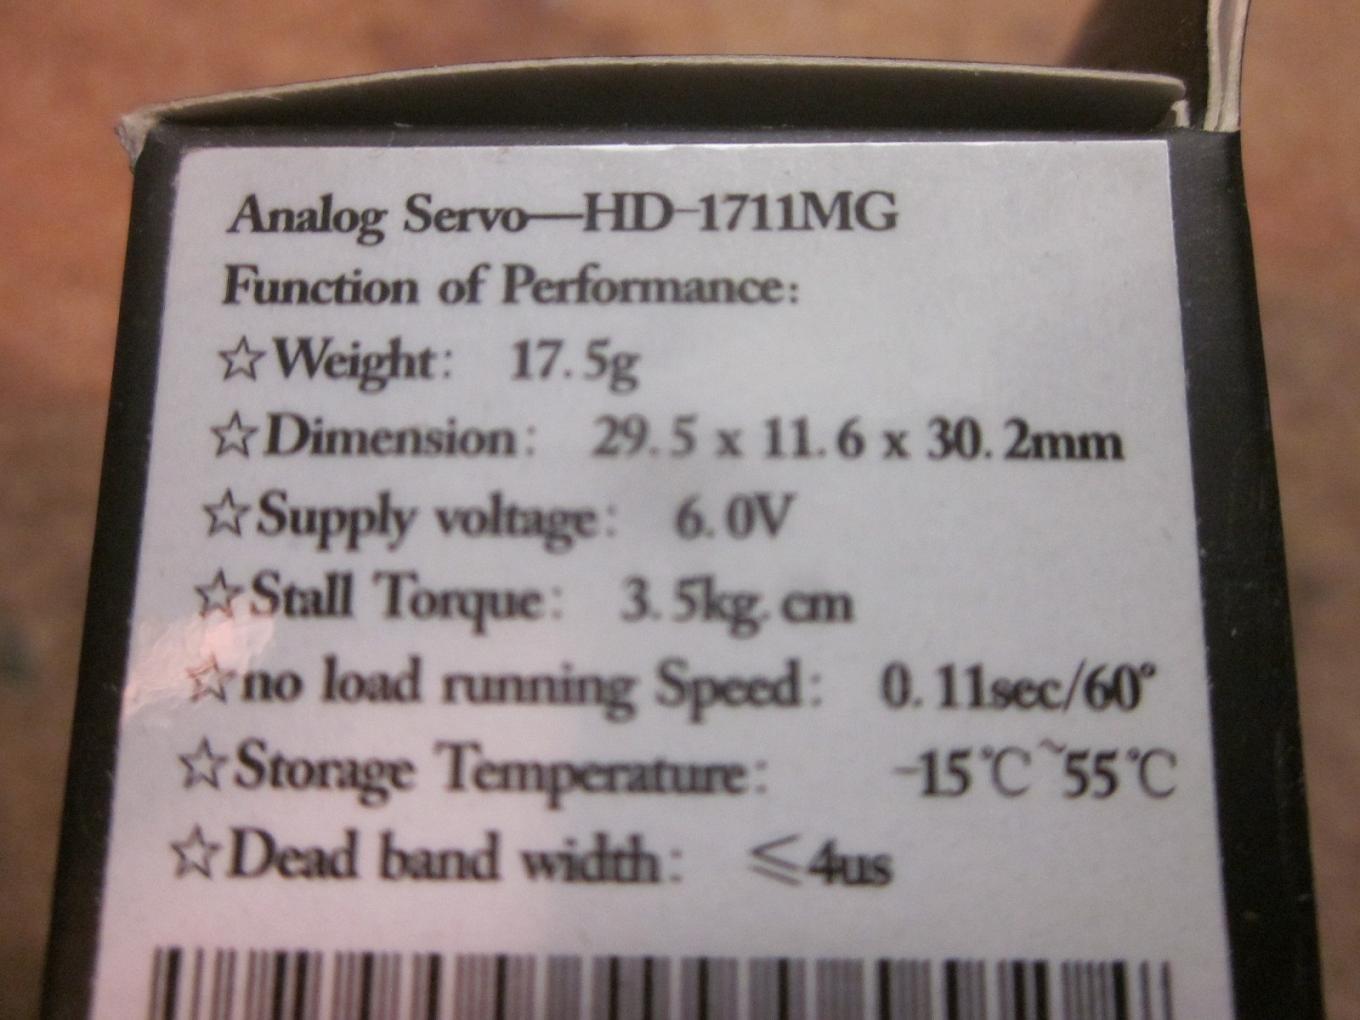 Analog Servo—HD-1711MG
Function of Performance:
☆Weight: 17.5g
☆Dimension: 29.5 x 11.6 x 30.2mm
☆Supply voltage: 6.0V
☆Stall Torque: 3.5kg.cm
☆no load running Speed: 0.11sec/60°
☆Storage Temperature: -15℃~55℃
☆Dead band width: ≤4us